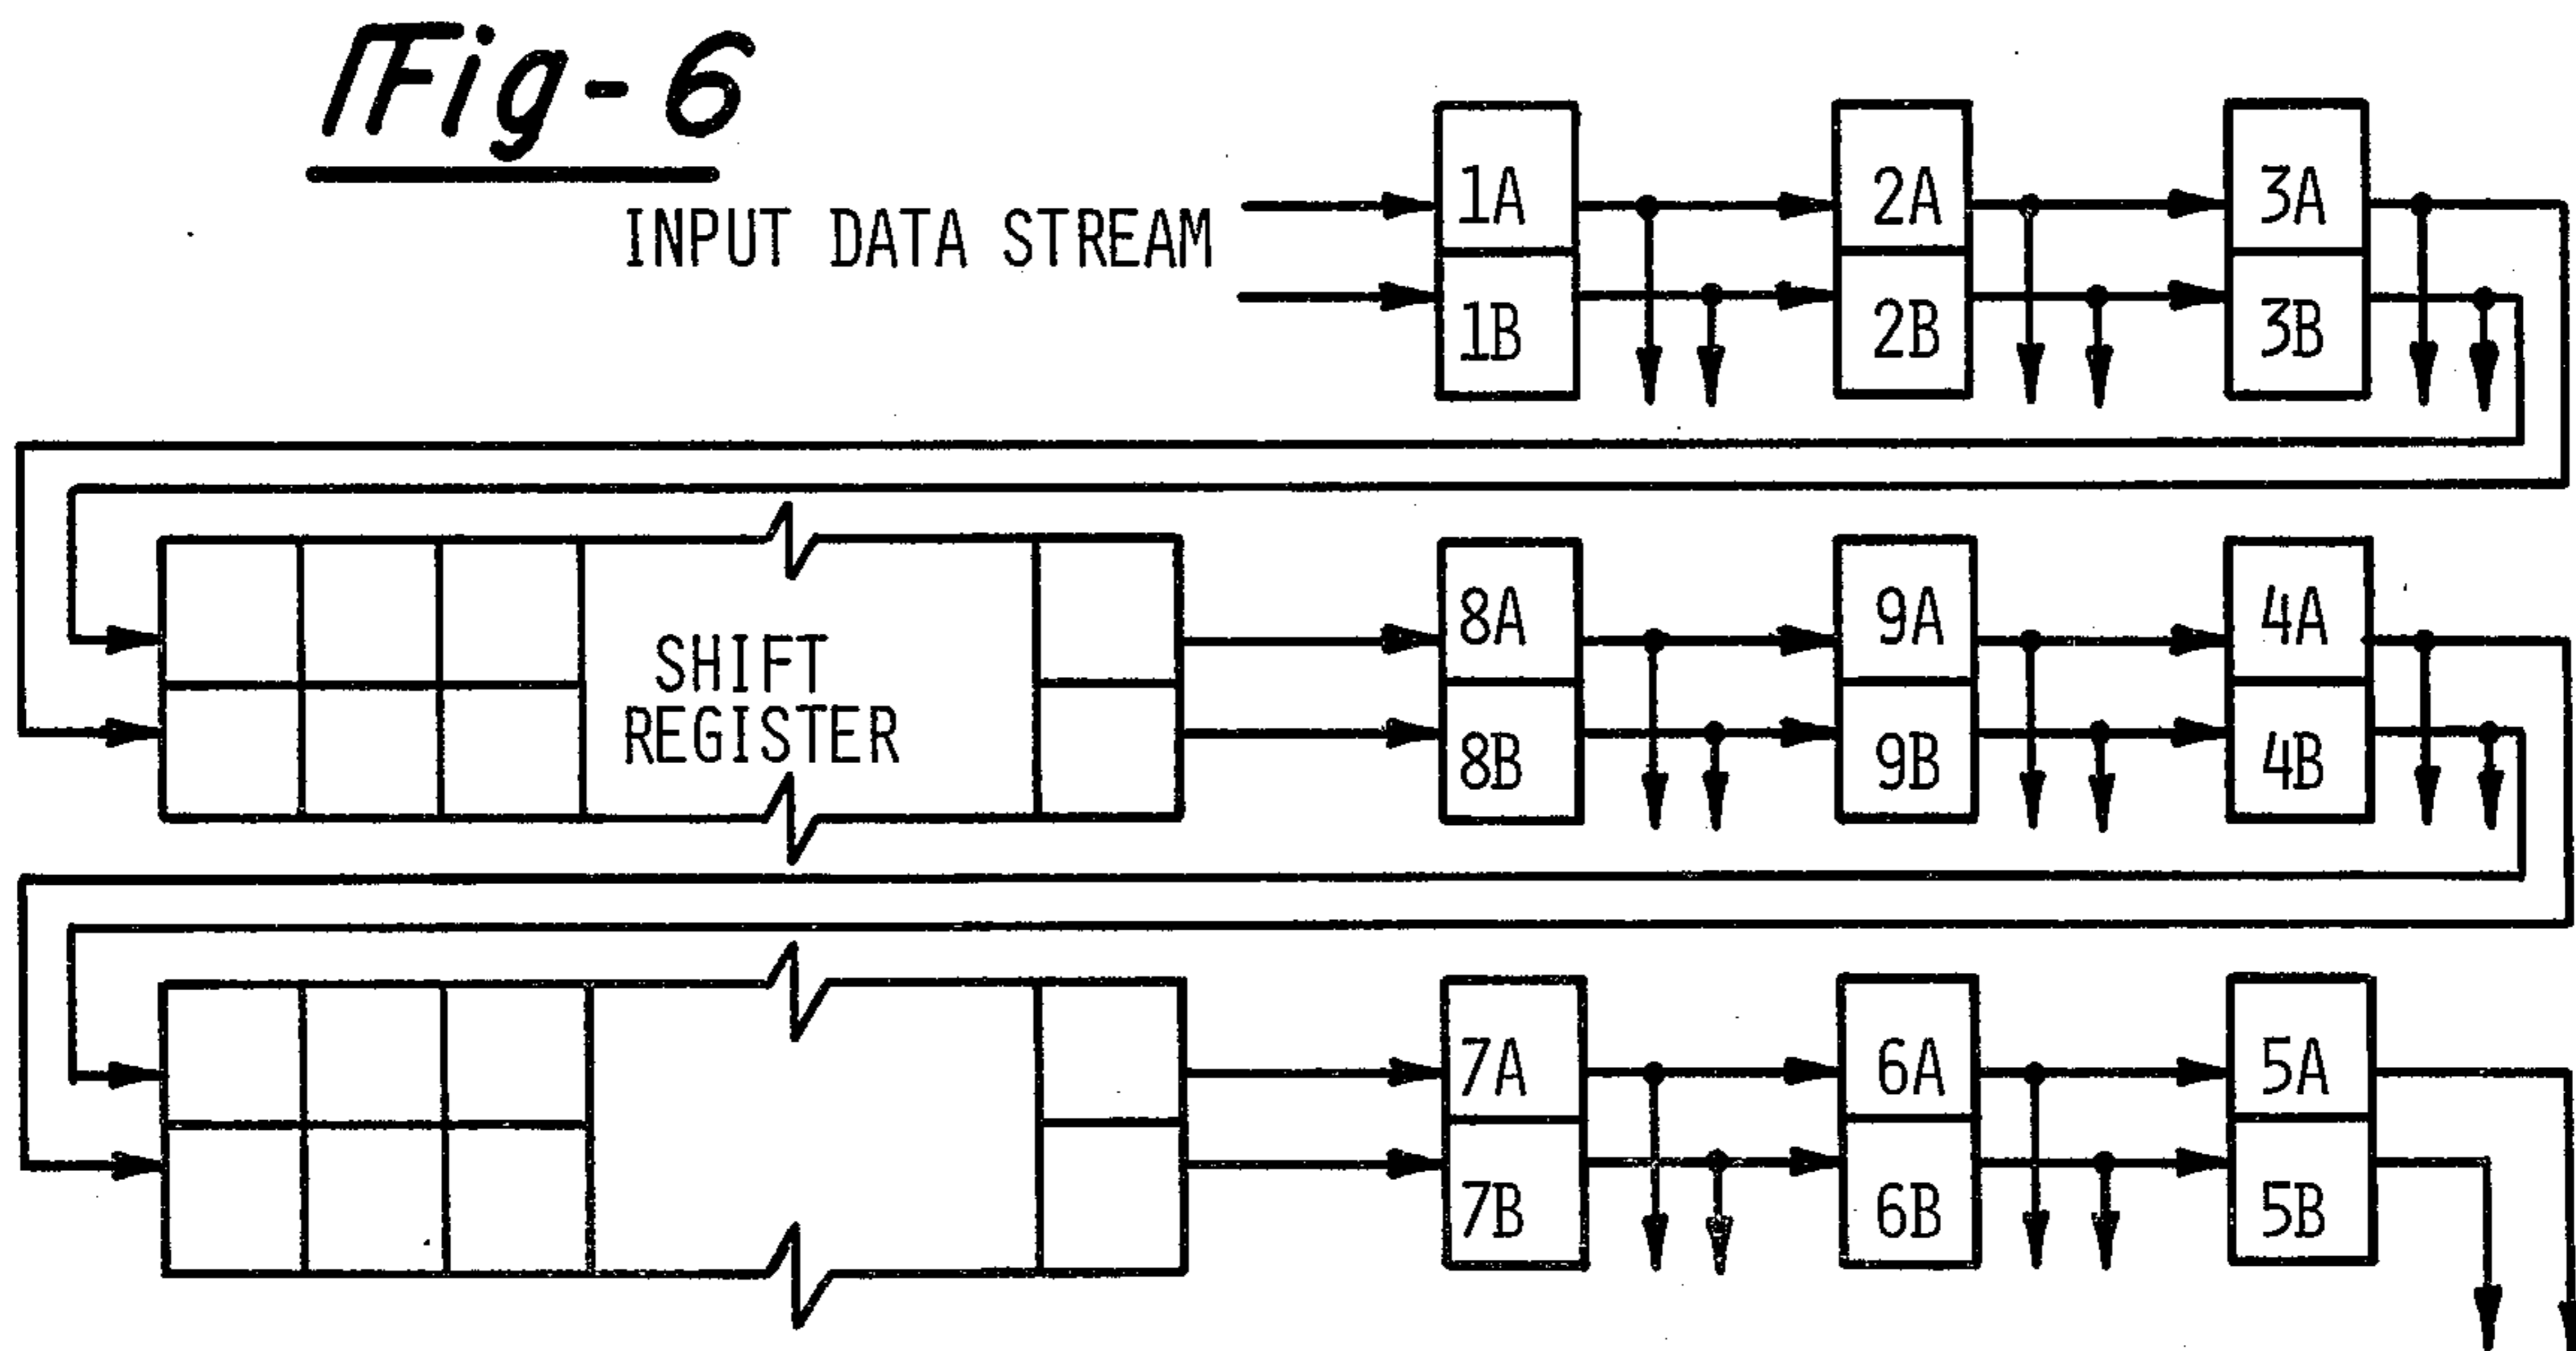 Fig-6
INPUT DATA STREAM
1A 2A 3A
1B 2B 3B
8A 9A 4A
SHIFT
REGISTER
8B 9B 4B
7A 6A 5A
7B 6B 5B